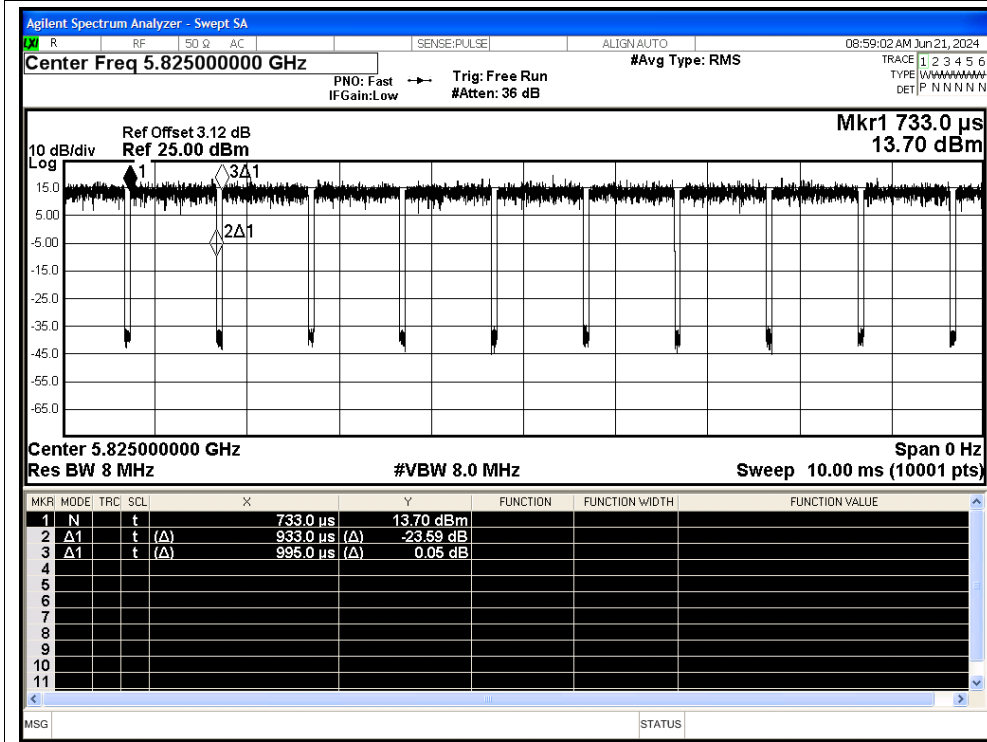 Agilent Spectrum Analyzer - Swept SA
LXI R RF 50 Ω AC SENSE:PULSE ALIGN AUTO 08:59:02 AM Jun 21, 2024
Center Freq 5.825000000 GHz #Avg Type: RMS TRACE 1 2 3 4 5 6
PNO: Fast Trig: Free Run TYPE
IFGain:Low #Atten: 36 dB DET P N N N N N
Mkr1 733.0 µs
Ref Offset 3.12 dB
10 dB/div Ref 25.00 dBm 13.70 dBm
Log
1 3Δ1
15.0
5.00
2Δ1
-5.00
-15.0
-25.0
-35.0
-45.0
-55.0
-65.0
Center 5.825000000 GHz Span 0 Hz
Res BW 8 MHz #VBW 8.0 MHz Sweep 10.00 ms (10001 pts)
MKR MODE TRC SCL X Y FUNCTION FUNCTION WIDTH FUNCTION VALUE
1 N t 733.0 µs 13.70 dBm
2 Δ1 t (Δ) 933.0 µs (Δ) -23.59 dB
3 Δ1 t (Δ) 995.0 µs (Δ) 0.05 dB
4
5
6
7
8
9
10
11
MSG STATUS